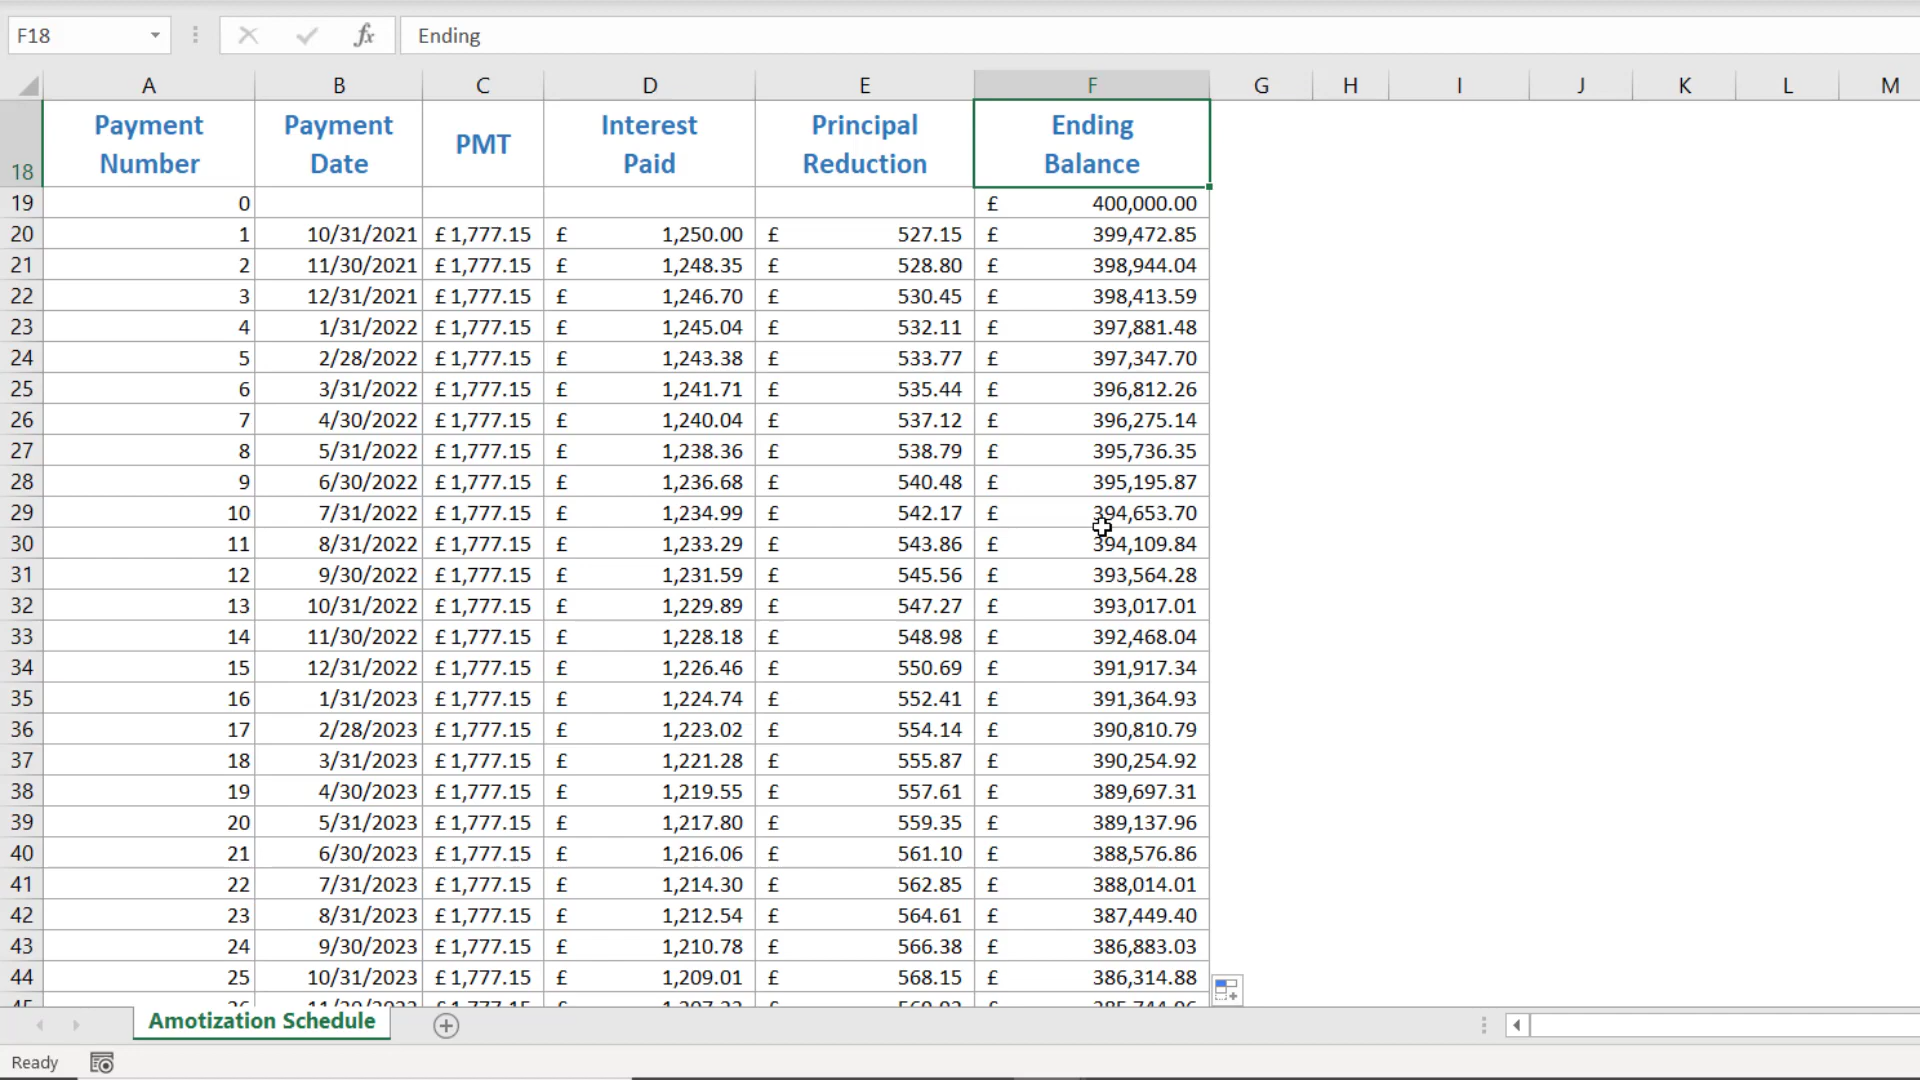 F18 fx Ending
A B C D E F G H I J K L M
Payment Payment Interest Principal Ending
PMT
18 Number Date Paid Reduction Balance
19 0 £ 400,000.00
20 1 10/31/2021 £ 1,777.15 £ 1,250.00 £ 527.15 £ 399,472.85
21 2 11/30/2021 £ 1,777.15 £ 1,248.35 £ 528.80 £ 398,944.04
22 3 12/31/2021 £ 1,777.15 £ 1,246.70 £ 530.45 £ 398,413.59
23 4 1/31/2022 £ 1,777.15 £ 1,245.04 £ 532.11 £ 397,881.48
24 5 2/28/2022 £ 1,777.15 £ 1,243.38 £ 533.77 £ 397,347.70
25 6 3/31/2022 £ 1,777.15 £ 1,241.71 £ 535.44 £ 396,812.26
26 7 4/30/2022 £ 1,777.15 £ 1,240.04 £ 537.12 £ 396,275.14
27 8 5/31/2022 £ 1,777.15 £ 1,238.36 £ 538.79 £ 395,736.35
28 9 6/30/2022 £ 1,777.15 £ 1,236.68 £ 540.48 £ 395,195.87
29 10 7/31/2022 £ 1,777.15 £ 1,234.99 £ 542.17 £ 394,653.70
30 11 8/31/2022 £ 1,777.15 £ 1,233.29 £ 543.86 £ 394,109.84
31 12 9/30/2022 £ 1,777.15 £ 1,231.59 £ 545.56 £ 393,564.28
32 13 10/31/2022 £ 1,777.15 £ 1,229.89 £ 547.27 £ 393,017.01
33 14 11/30/2022 £ 1,777.15 £ 1,228.18 £ 548.98 £ 392,468.04
34 15 12/31/2022 £ 1,777.15 £ 1,226.46 £ 550.69 £ 391,917.34
35 16 1/31/2023 £ 1,777.15 £ 1,224.74 £ 552.41 £ 391,364.93
36 17 2/28/2023 £ 1,777.15 £ 1,223.02 £ 554.14 £ 390,810.79
37 18 3/31/2023 £ 1,777.15 £ 1,221.28 £ 555.87 £ 390,254.92
38 19 4/30/2023 £ 1,777.15 £ 1,219.55 £ 557.61 £ 389,697.31
39 20 5/31/2023 £ 1,777.15 £ 1,217.80 £ 559.35 £ 389,137.96
40 21 6/30/2023 £ 1,777.15 £ 1,216.06 £ 561.10 £ 388,576.86
41 22 7/31/2023 £ 1,777.15 £ 1,214.30 £ 562.85 £ 388,014.01
42 23 8/31/2023 £ 1,777.15 £ 1,212.54 £ 564.61 £ 387,449.40
43 24 9/30/2023 £ 1,777.15 £ 1,210.78 £ 566.38 £ 386,883.03
44 25 10/31/2023 £ 1,777.15 £ 1,209.01 £ 568.15 £ 386,314.88
Amotization Schedule
Ready